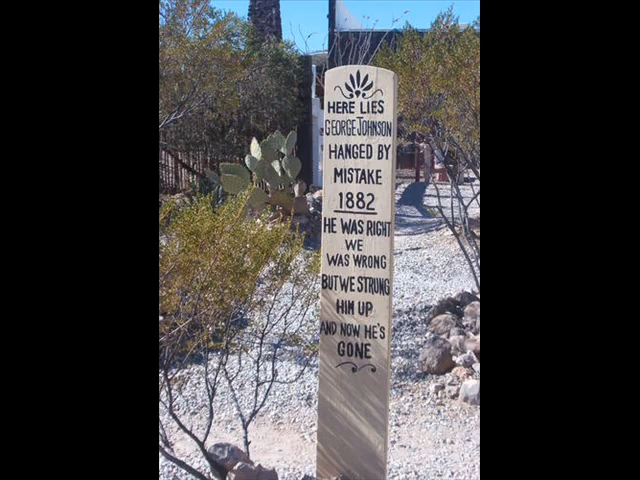 HERE LIES
GEORGE JOHNSON
HANGED BY
MISTAKE
1882
HE WAS RIGHT
WE
WAS WRONG
BUT WE STRUNG
HIM UP
AND NOW HE'S
GONE